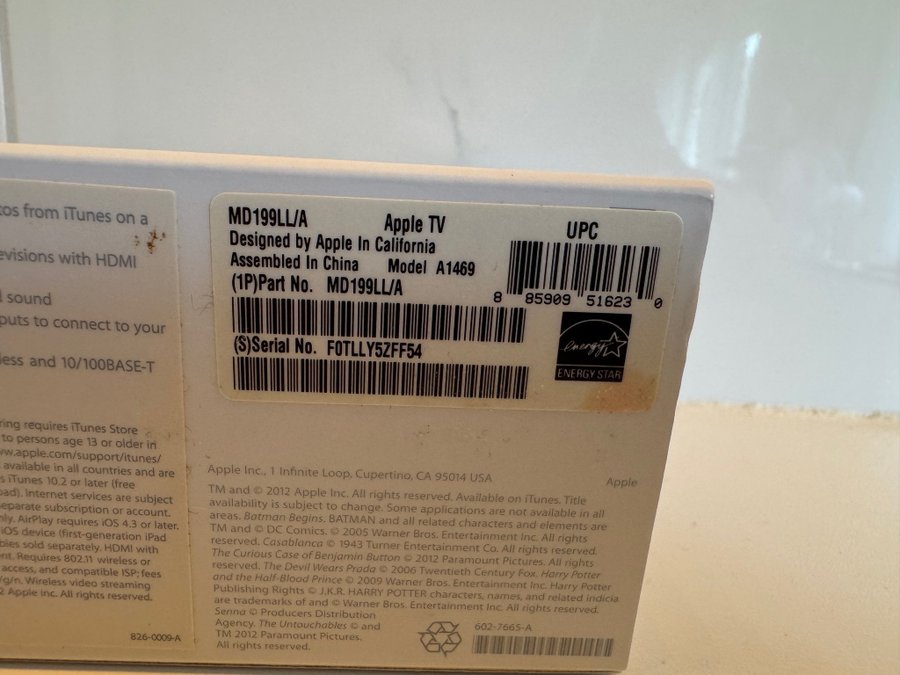 tos from iTunes on a
evisions with HDMI
sound
puts to connect to your
less and 10/100BASE-T
ring requires iTunes Store
to persons age 13 or older in
www.apple.com/support/itunes/
available in all countries and are
s iTunes 10.2 or later (free
oad). Internet services are subject
separate subscription or account.
nly. AirPlay requires iOS 4.3 or later.
iOS device (first-generation iPad
bles sold separately. HDMI with
ent. Requires 802.11 wireless or
access, and compatible ISP; fees
/g/n. Wireless video streaming
2 Apple Inc. All rights reserved.
826-0009-A
MD199LL/A Apple TV
Designed by Apple In California
Assembled In China Model A1469
(1P)Part No. MD199LL/A
(S)Serial No. F0TLLY5ZFF54
UPC
8 85909 51623 0
energy
ENERGY STAR
Apple Inc., 1 Infinite Loop, Cupertino, CA 95014 USA
Apple
TM and © 2012 Apple Inc. All rights reserved. Available on iTunes. Title
availability is subject to change. Some applications are not available in all
areas. Batman Begins, BATMAN and all related characters and elements are
TM and © DC Comics. © 2005 Warner Bros. Entertainment Inc. All rights
reserved. Casablanca © 1943 Turner Entertainment Co. All rights reserved.
The Curious Case of Benjamin Button © 2012 Paramount Pictures. All rights
reserved. The Devil Wears Prada © 2006 Twentieth Century Fox. Harry Potter
and the Half-Blood Prince © 2009 Warner Bros. Entertainment Inc. Harry Potter
Publishing Rights © J.K.R. HARRY POTTER characters, names, and related indicia
are trademarks of and © Warner Bros. Entertainment Inc. All rights reserved.
Senna © Producers Distribution
Agency. The Untouchables © and
TM 2012 Paramount Pictures.
All rights reserved.
602-7665-A